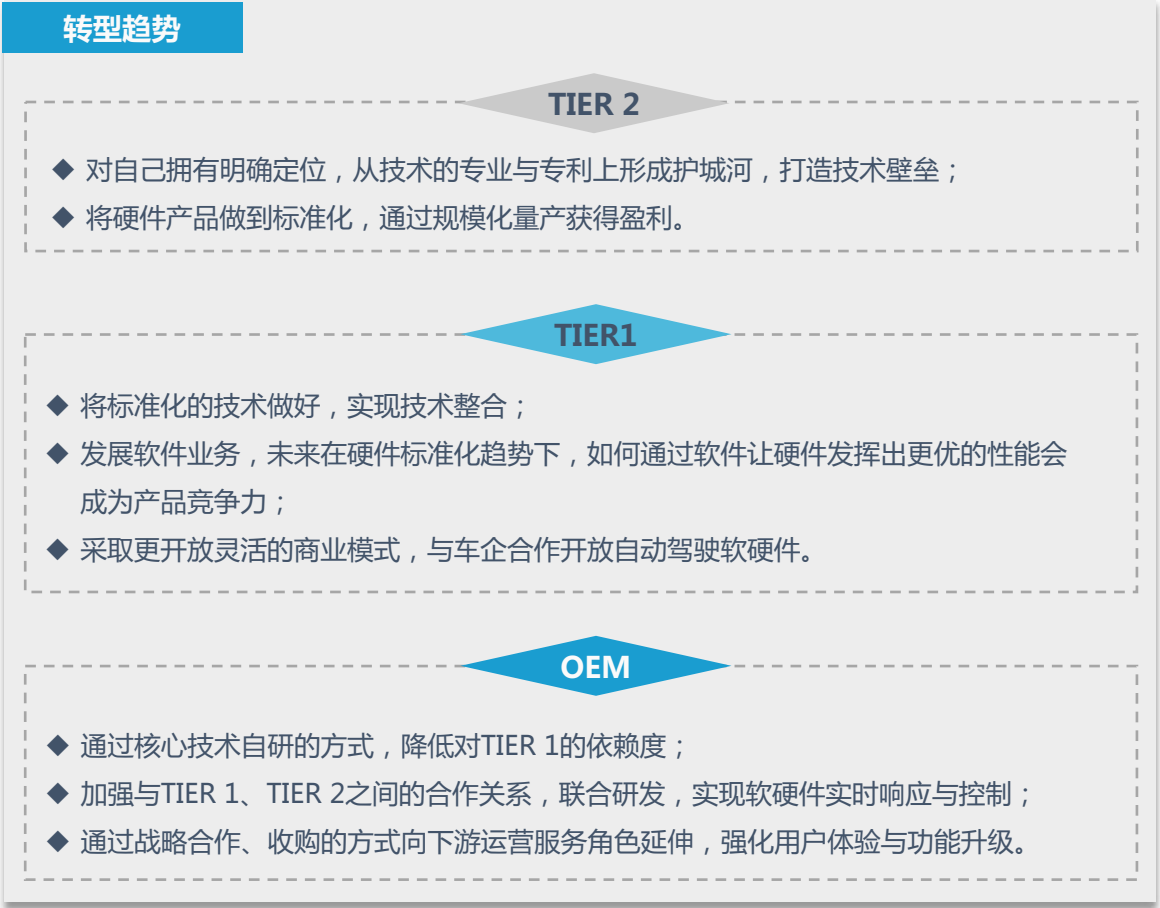 转型趋势
TIER 2
◆ 对自己拥有明确定位，从技术的专业与专利上形成护城河，打造技术壁垒；
◆ 将硬件产品做到标准化，通过规模化量产获得盈利。
TIER1
◆ 将标准化的技术做好，实现技术整合；
◆ 发展软件业务，未来在硬件标准化趋势下，如何通过软件让硬件发挥出更优的性能会
成为产品竞争力；
◆ 采取更开放灵活的商业模式，与车企合作开放自动驾驶软硬件。
OEM
◆ 通过核心技术自研的方式，降低对TIER 1的依赖度；
◆ 加强与TIER 1、TIER 2之间的合作关系，联合研发，实现软硬件实时响应与控制；
◆ 通过战略合作、收购的方式向下游运营服务角色延伸，强化用户体验与功能升级。